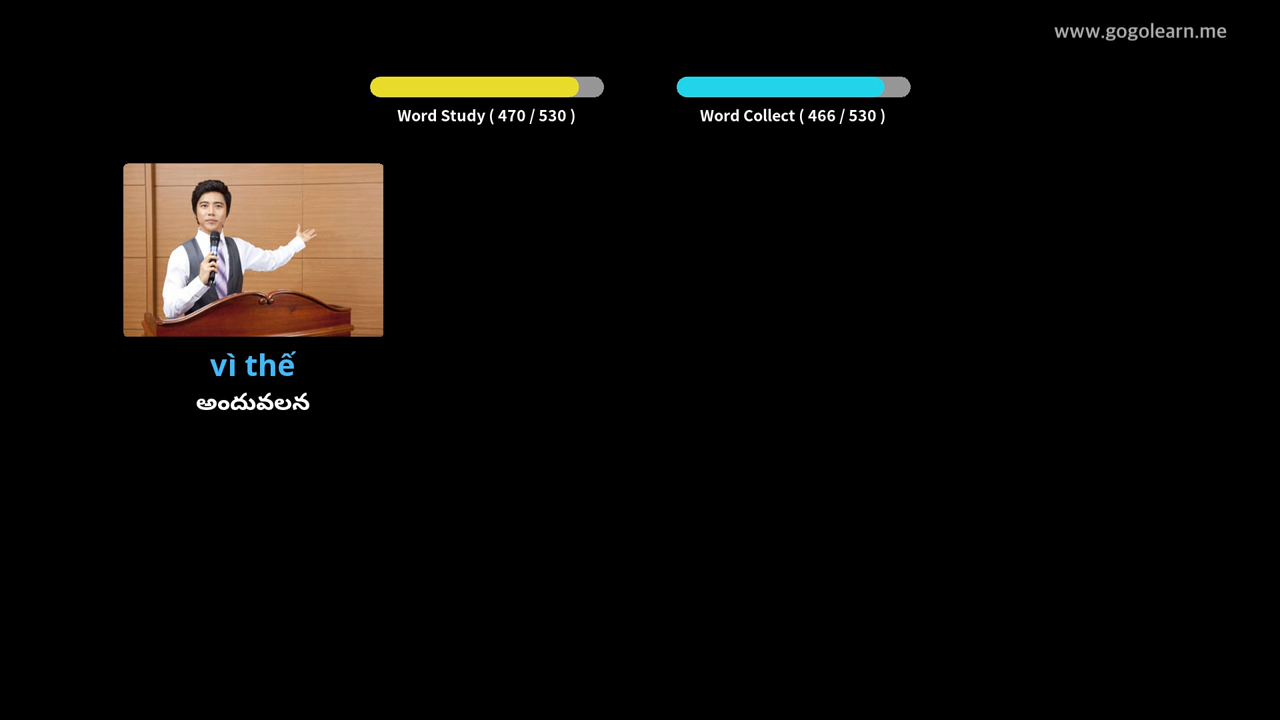 www.gogolearn.me
Word Study ( 470 / 530 )
Word Collect ( 466 / 530 )
vì thế
అందువలన